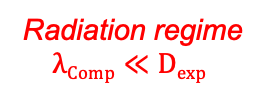 Radiation regime
λComp ≪ Dexp